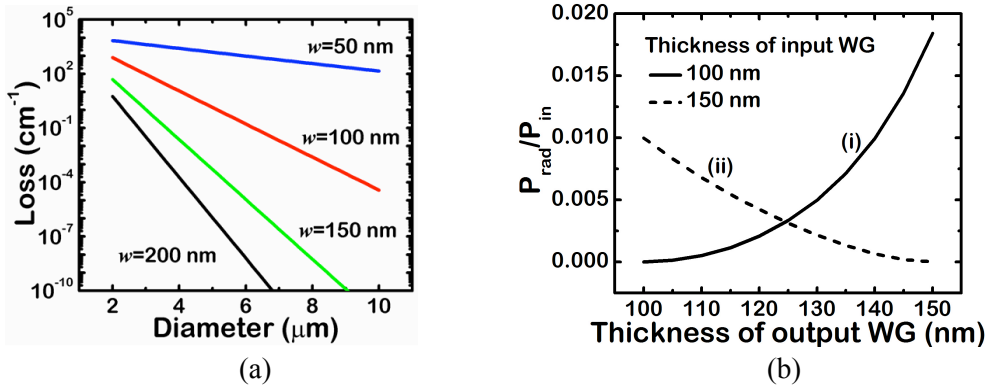 10^5
10^2
10^-1
10^-4
10^-7
10^-10
Loss (cm^-1)
w=50 nm
w=100 nm
w=150 nm
w=200 nm
2 4 6 8 10
Diameter (μm)
(a)
0.020
0.015
0.010
0.005
0.000
P_rad/P_in
Thickness of input WG
100 nm
150 nm
(i)
(ii)
100 110 120 130 140 150
Thickness of output WG (nm)
(b)